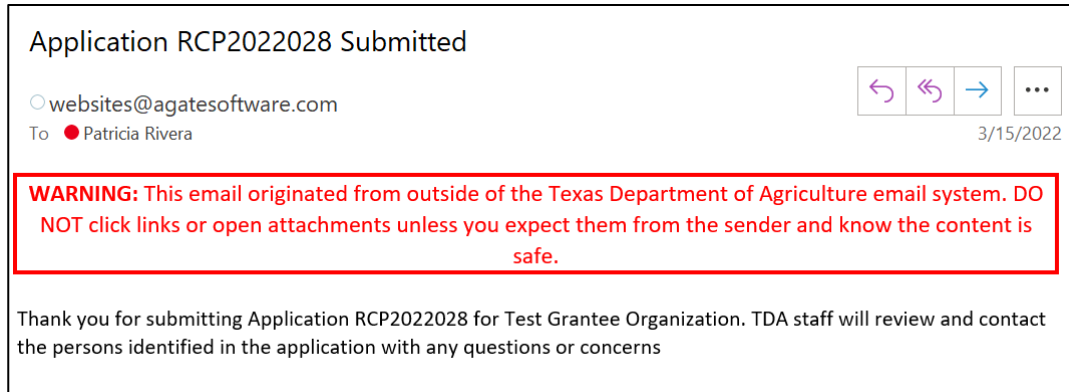 Application RCP2022028 Submitted
websites@agatesoftware.com
To Patricia Rivera
3/15/2022
WARNING: This email originated from outside of the Texas Department of Agriculture email system. DO
NOT click links or open attachments unless you expect them from the sender and know the content is
safe.
Thank you for submitting Application RCP2022028 for Test Grantee Organization. TDA staff will review and contact
the persons identified in the application with any questions or concerns